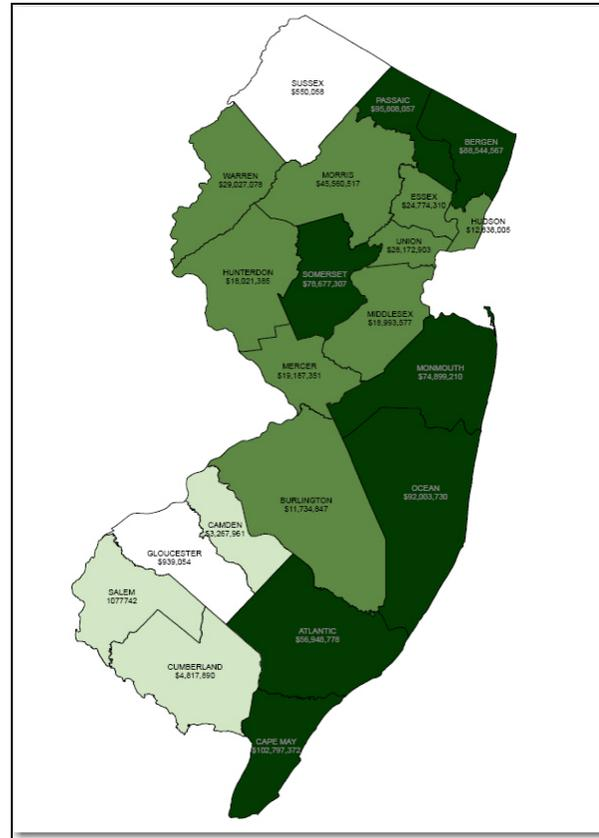 SUSSEX
$550,058
PASSAIC
$95,608,057
BERGEN
$88,544,567
WARREN
$29,027,078
MORRIS
$45,560,517
ESSEX
$24,774,310
HUDSON
$12,838,005
UNION
$28,172,903
HUNTERDON
$18,021,385
SOMERSET
$78,677,307
MIDDLESEX
$18,993,577
MERCER
$19,187,351
MONMOUTH
$74,899,210
OCEAN
$92,003,730
BURLINGTON
$11,734,847
CAMDEN
$3,267,961
GLOUCESTER
$939,054
SALEM
1077742
ATLANTIC
$56,948,778
CUMBERLAND
$4,817,890
CAPE MAY
$102,797,372